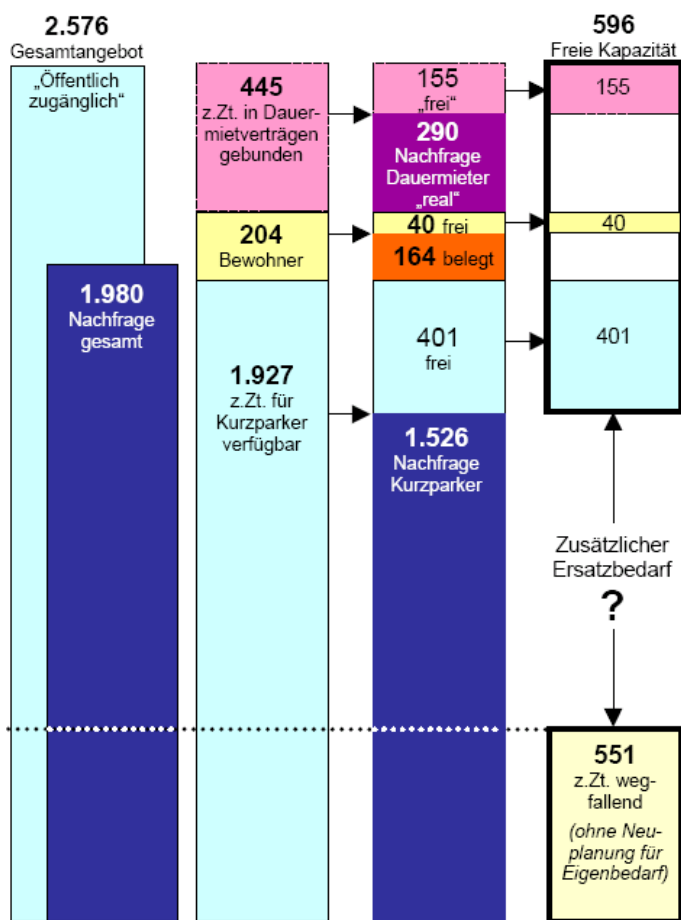 2.576
Gesamtangebot
„Öffentlich
zugänglich“
1.980
Nachfrage
gesamt
445
z.Zt. in Dauer-
mietverträgen
gebunden
204
Bewohner
1.927
z.Zt. für
Kurzparker
verfügbar
155
„frei“
290
Nachfrage
Dauermieter
„real“
40 frei
164 belegt
401
frei
1.526
Nachfrage
Kurzparker
596
Freie Kapazität
155
40
401
Zusätzlicher
Ersatzbedarf
?
551
z.Zt. weg-
fallend
(ohne Neu-
planung für
Eigenbedarf)